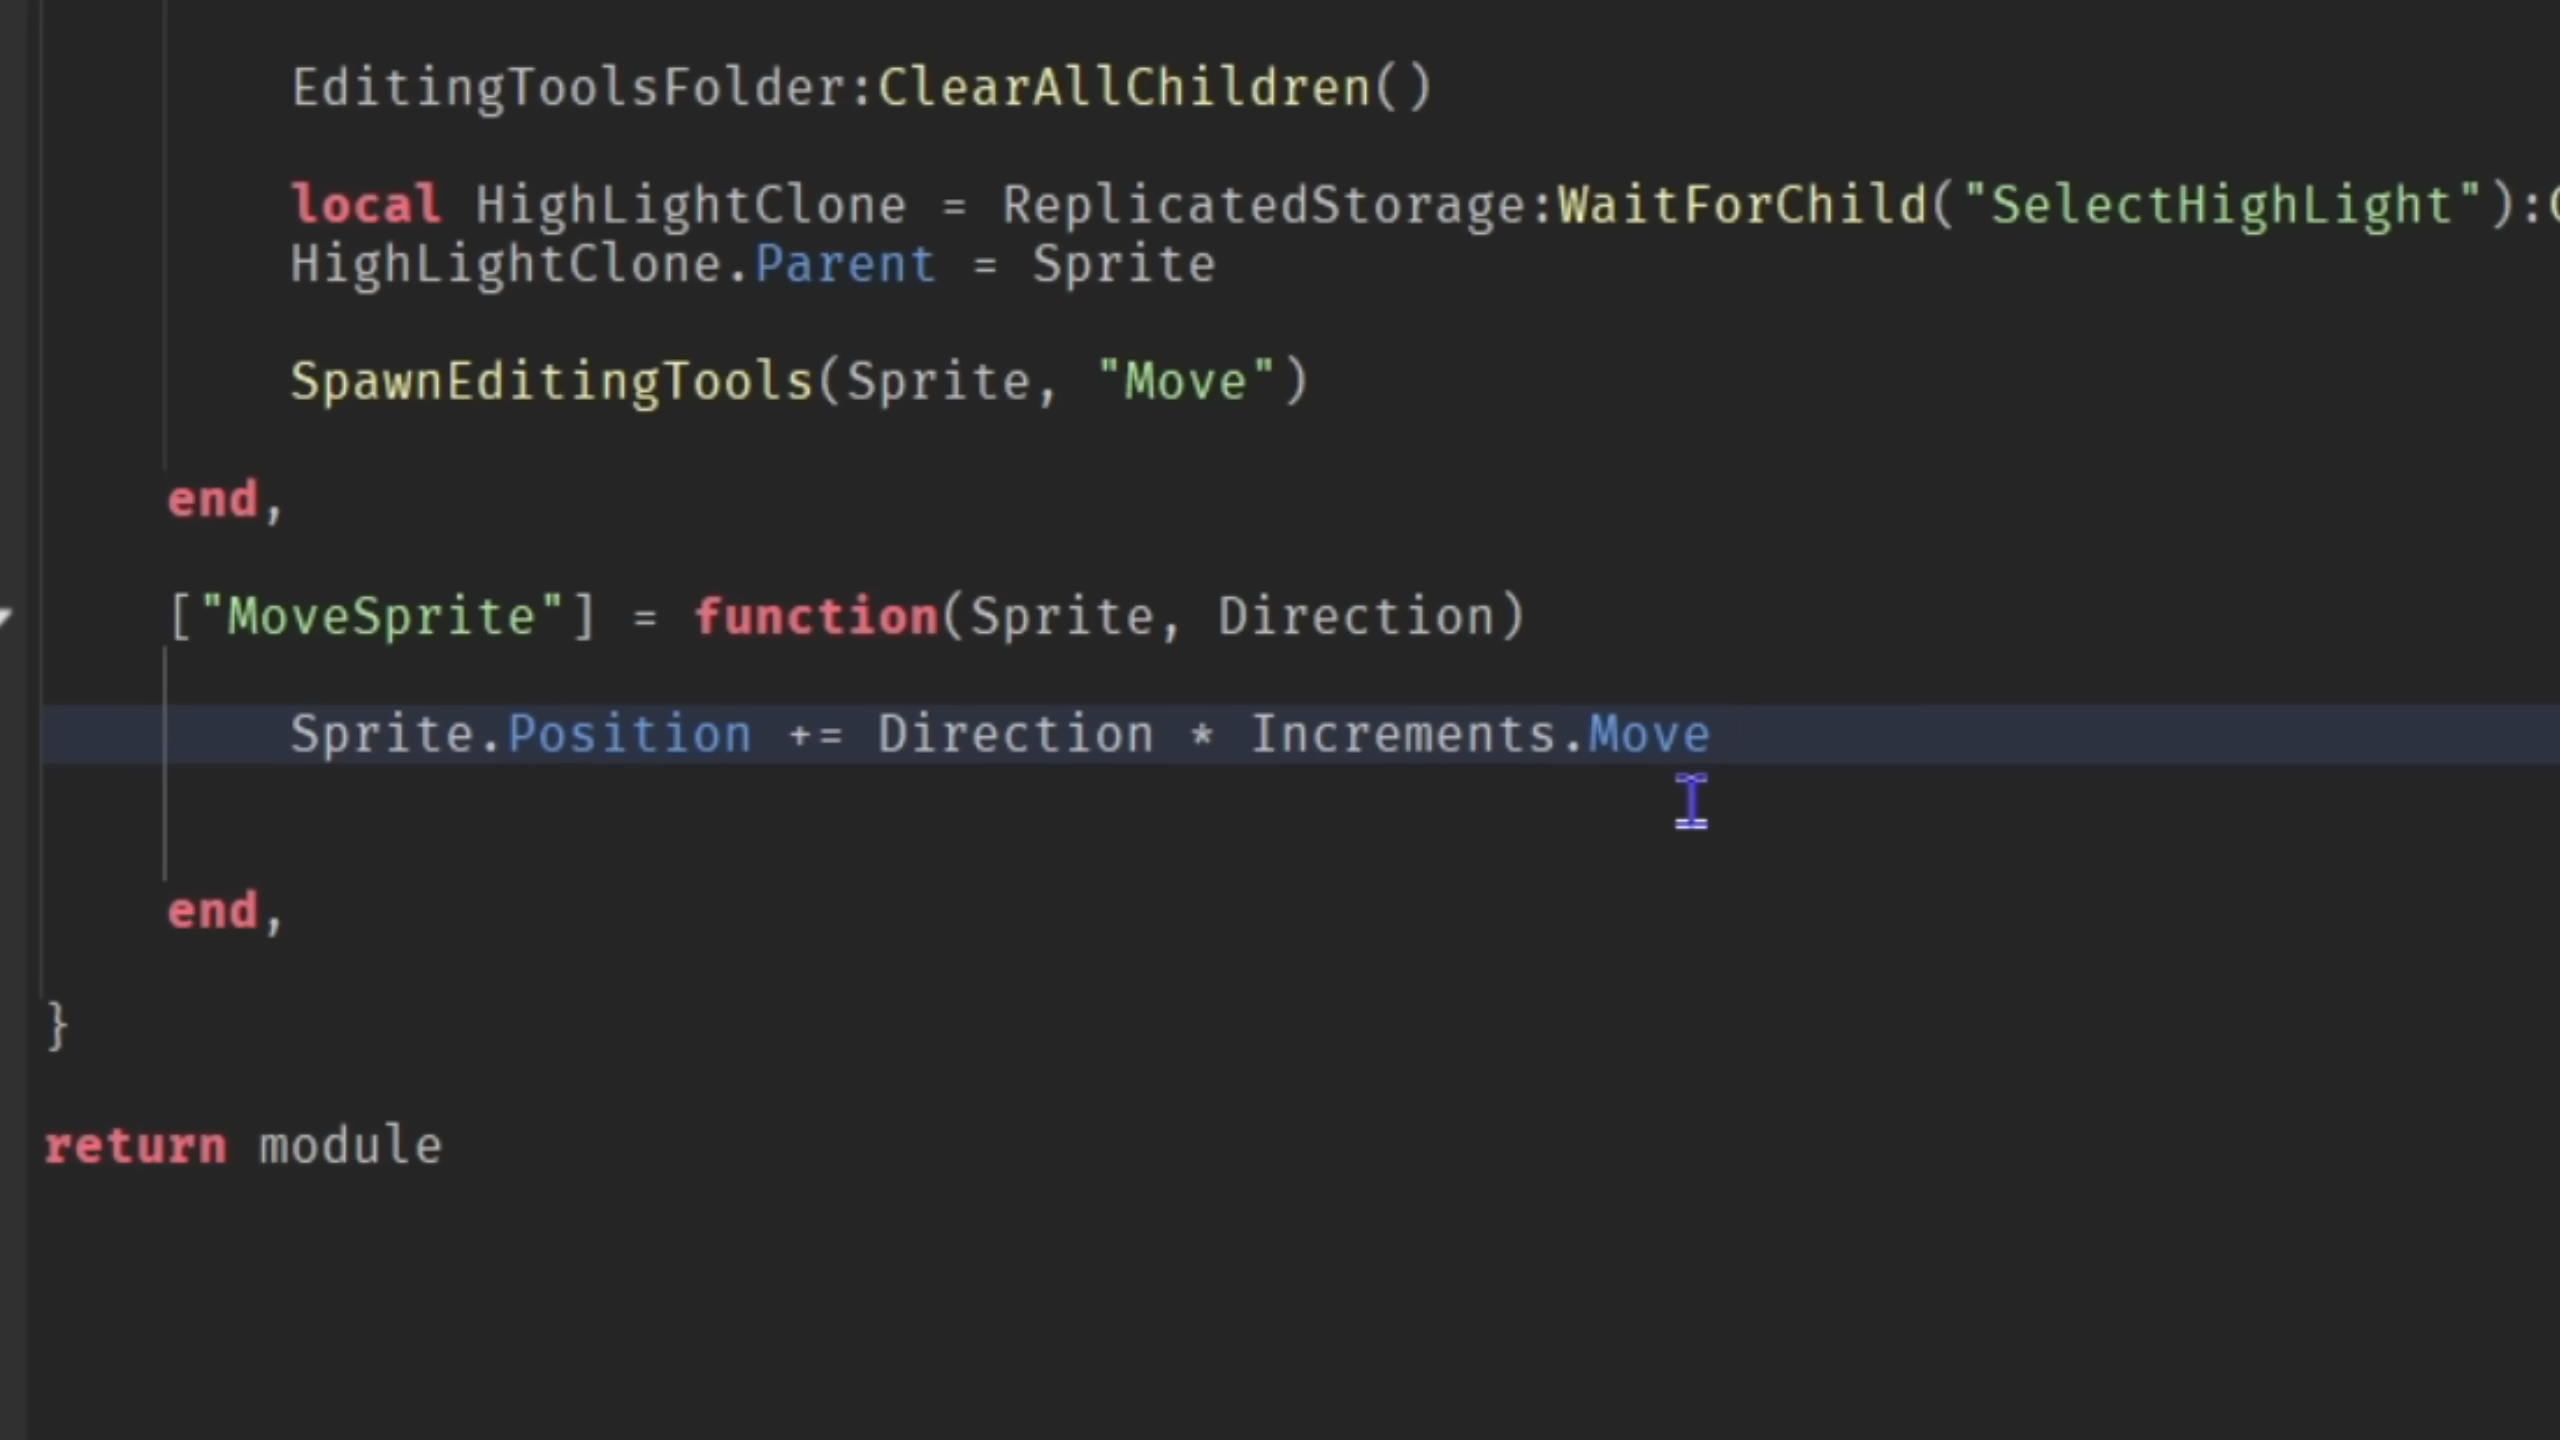 EditingToolsFolder:ClearAllChildren()
local HighLightClone = ReplicatedStorage:WaitForChild("SelectHighLight"):
HighLightClone.Parent = Sprite
SpawnEditingTools(Sprite, "Move")
end,
["MoveSprite"] = function(Sprite, Direction)
Sprite.Position += Direction * Increments.Move
end,
}
return module